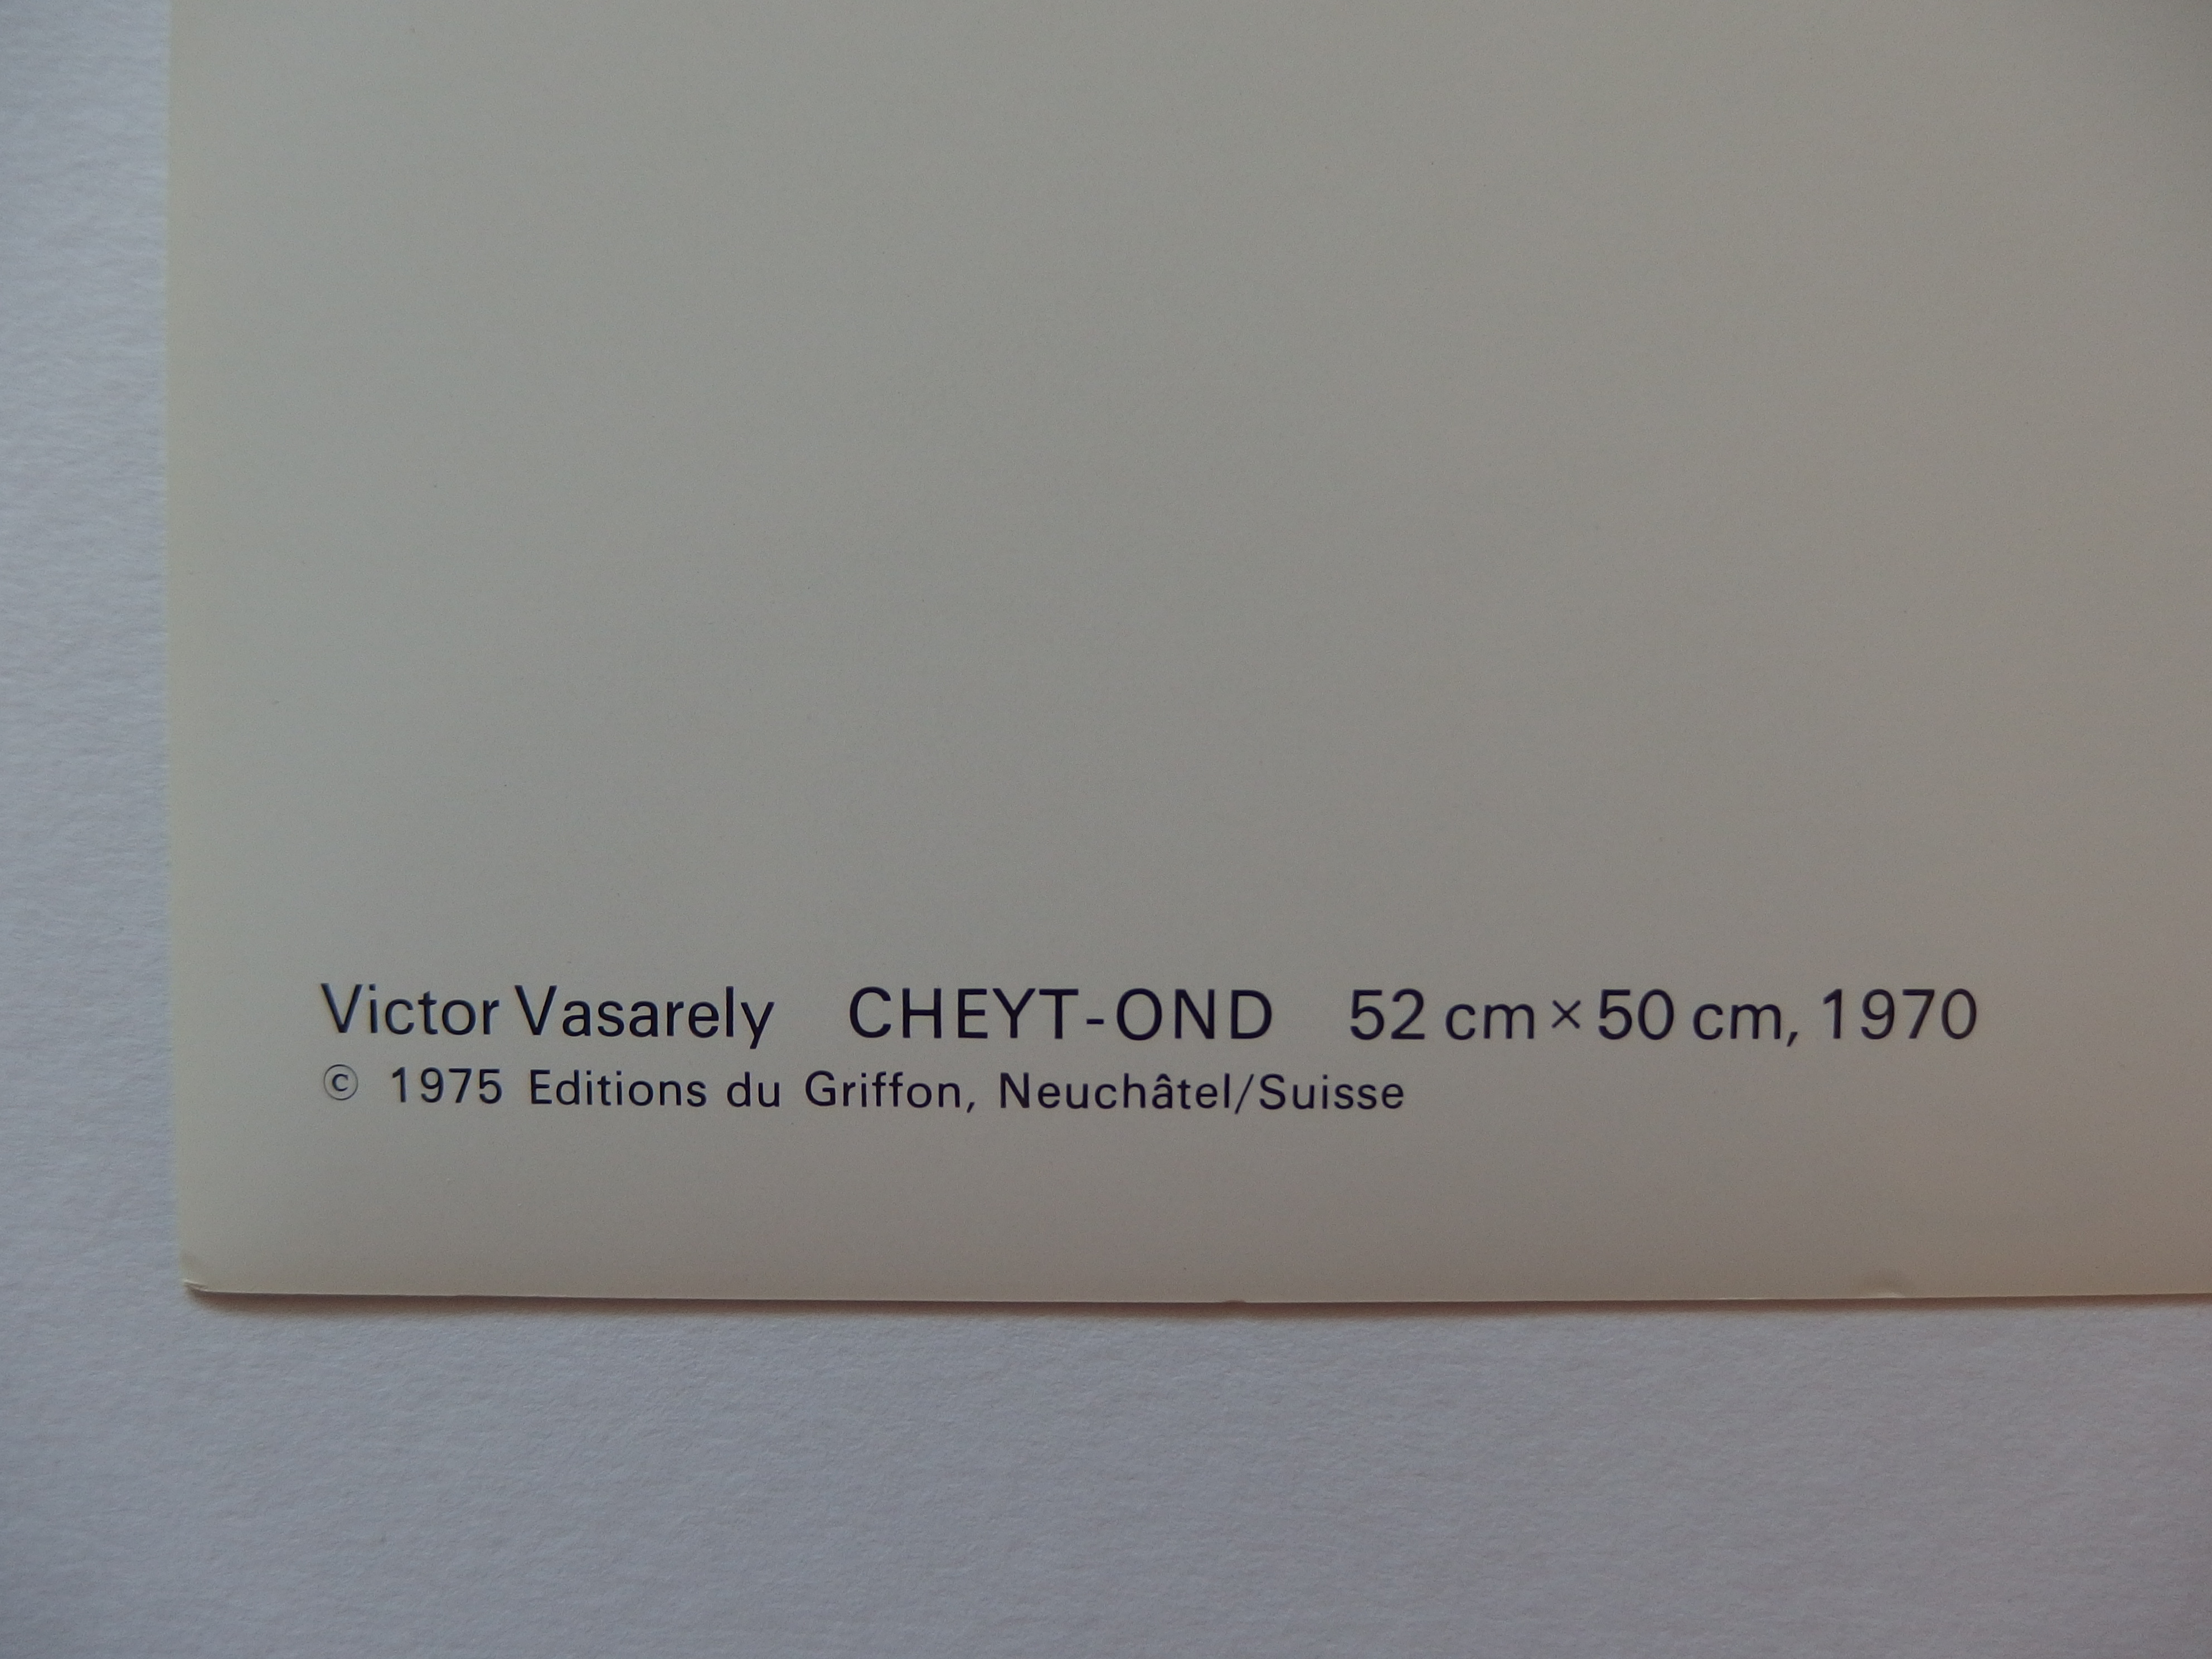 Victor Vasarely CHEYT-OND 52 cm×50 cm, 1970
© 1975 Editions du Griffon, Neuchâtel/Suisse